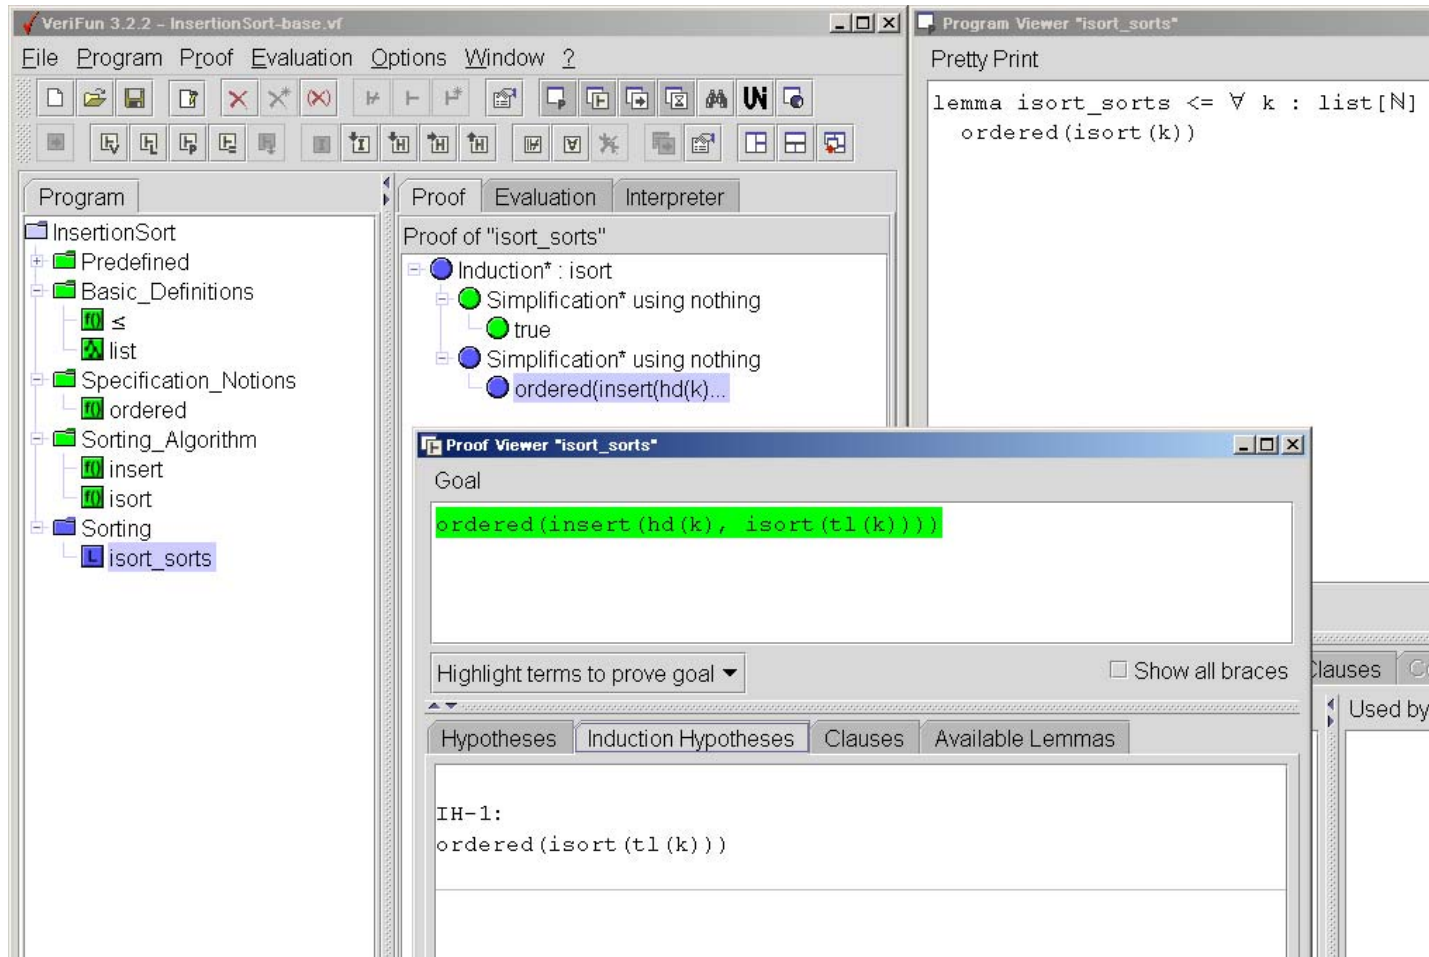 VeriFun 3.2.2 - InsertionSort-base.vf
File Program Proof Evaluation Options Window ?
Program
InsertionSort
Predefined
Basic_Definitions
f() ≤
list
Specification_Notions
f() ordered
Sorting_Algorithm
f() insert
f() isort
Sorting
L isort_sorts
Proof Evaluation Interpreter
Proof of "isort_sorts"
Induction* : isort
Simplification* using nothing
true
Simplification* using nothing
ordered(insert(hd(k)...
Program Viewer "isort_sorts"
Pretty Print
lemma isort_sorts <= ∀ k : list[ℕ]
ordered(isort(k))
Proof Viewer "isort_sorts"
Goal
ordered(insert(hd(k), isort(tl(k))))
Highlight terms to prove goal
Show all braces
Hypotheses Induction Hypotheses Clauses Available Lemmas
IH-1:
ordered(isort(tl(k)))
Clauses
Used by